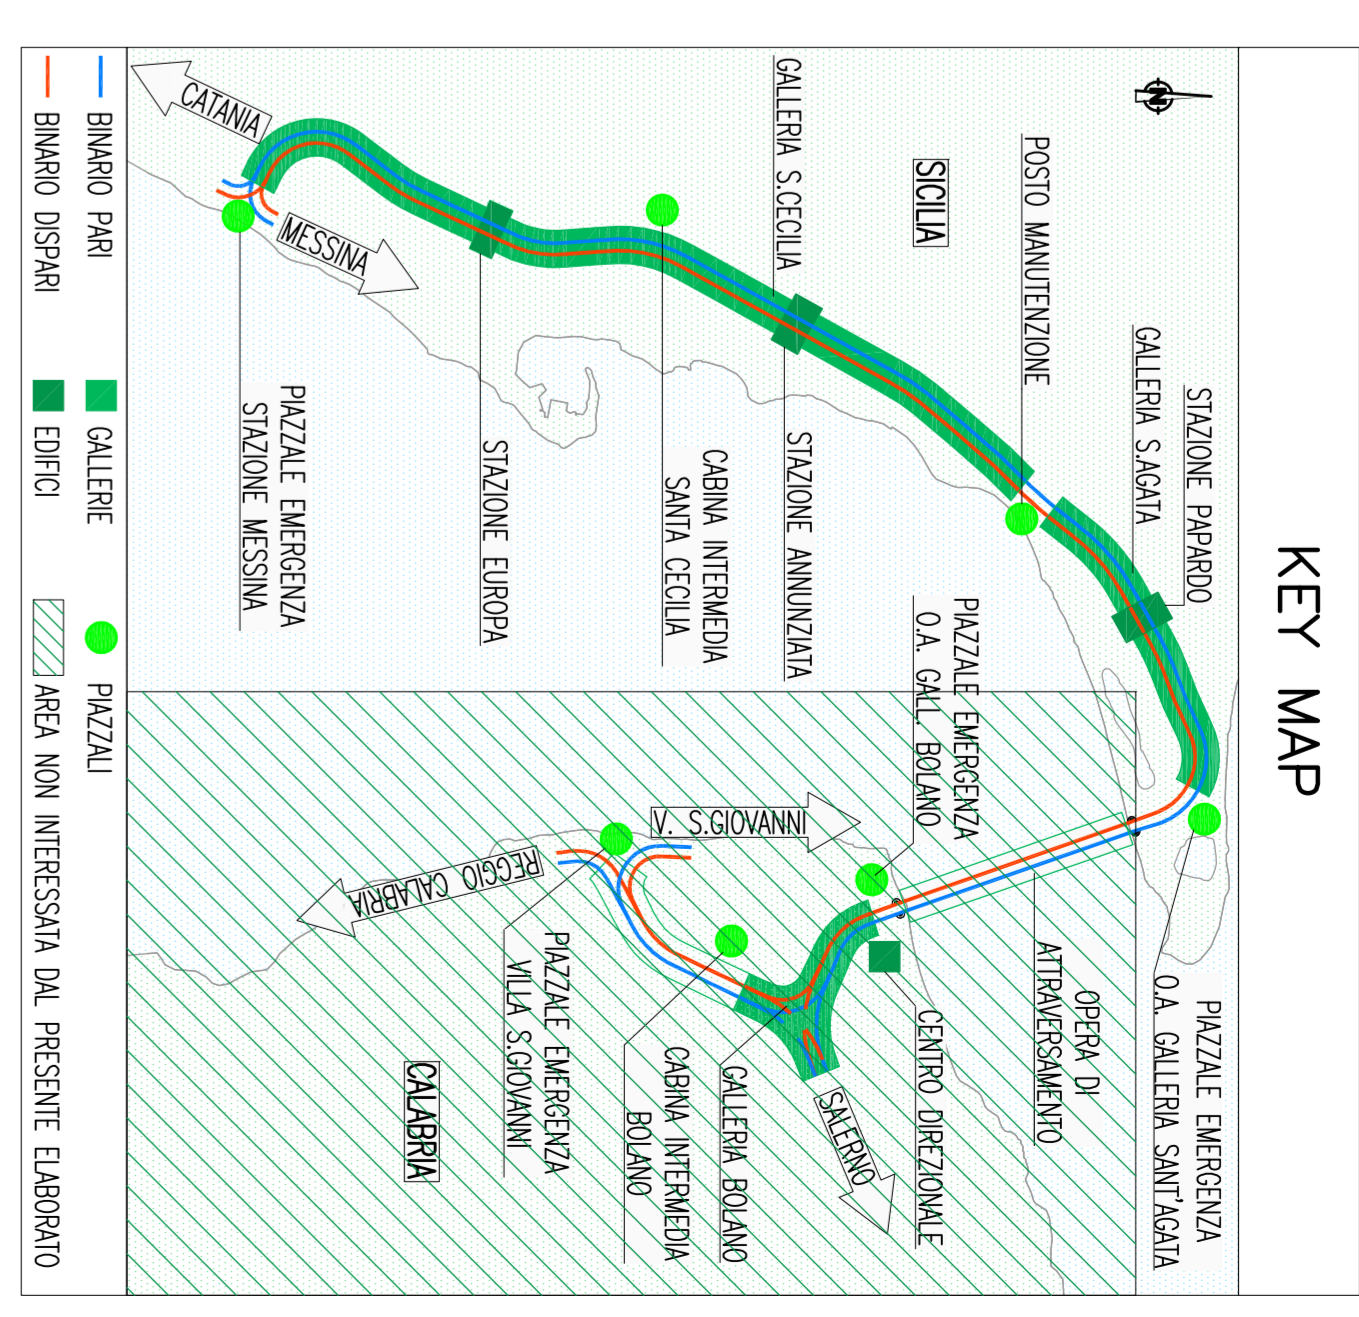 KEY MAP
N
SICILIA
CATANIA
MESSINA
GALLERIA S.CECILIA
POSTO MANUTENZIONE
GALLERIA S.AGATA
STAZIONE PAPARDO
PIAZZALE EMERGENZA
STAZIONE MESSINA
STAZIONE EUROPA
CABINA INTERMEDIA
SANTA CECILIA
STAZIONE ANNUNZIATA
PIAZZALE EMERGENZA
O.A. GALL. BOLANO
V. S.GIOVANNI
REGGIO CALABRIA
PIAZZALE EMERGENZA
O.A. GALLERIA SANT'AGATA
OPERA DI
ATTRAVERSAMENTO
CENTRO DIREZIONALE
SALERNO
GALLERIA BOLANO
CABINA INTERMEDIA
BOLANO
PIAZZALE EMERGENZA
VILLA S.GIOVANNI
CALABRIA
BINARIO PARI
GALLERIE
PIAZZALI
BINARIO DISPARI
EDIFICI
AREA NON INTERESSATA DAL PRESENTE ELABORATO